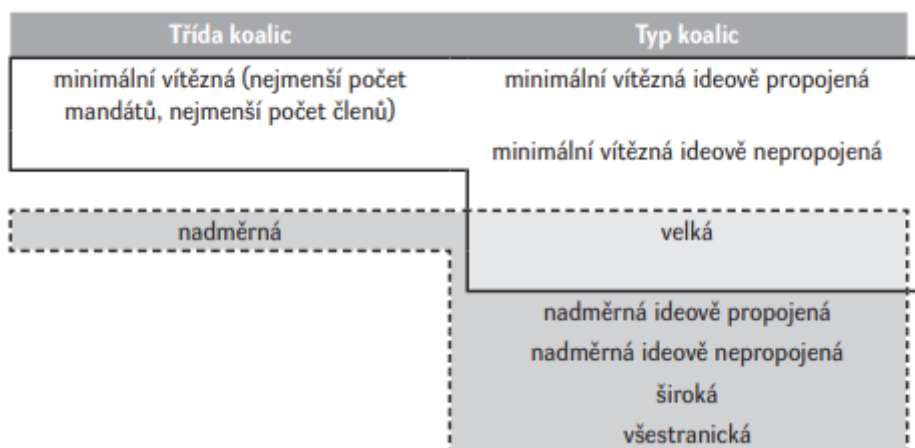 Třída koalic
Typ koalic
minimální vítězná (nejmenší počet
mandátů, nejmenší počet členů)
minimální vítězná ideově propojená
minimální vítězná ideově nepropojená
nadměrná
velká
nadměrná ideově propojená
nadměrná ideově nepropojená
široká
všestranická